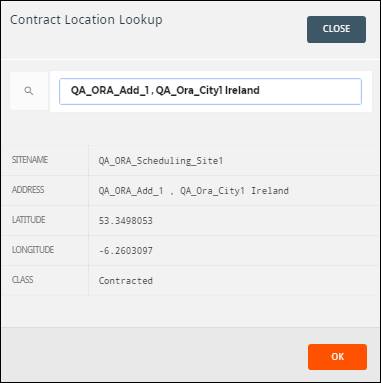 Contract Location Lookup
CLOSE
QA_ORA_Add_1 , QA_Ora_City1 Ireland
SITENAME QA_ORA_Scheduling_Site1
ADDRESS QA_ORA_Add_1 , QA_Ora_City1 Ireland
LATITUDE 53.3498053
LONGITUDE -6.2603097
CLASS Contracted
OK